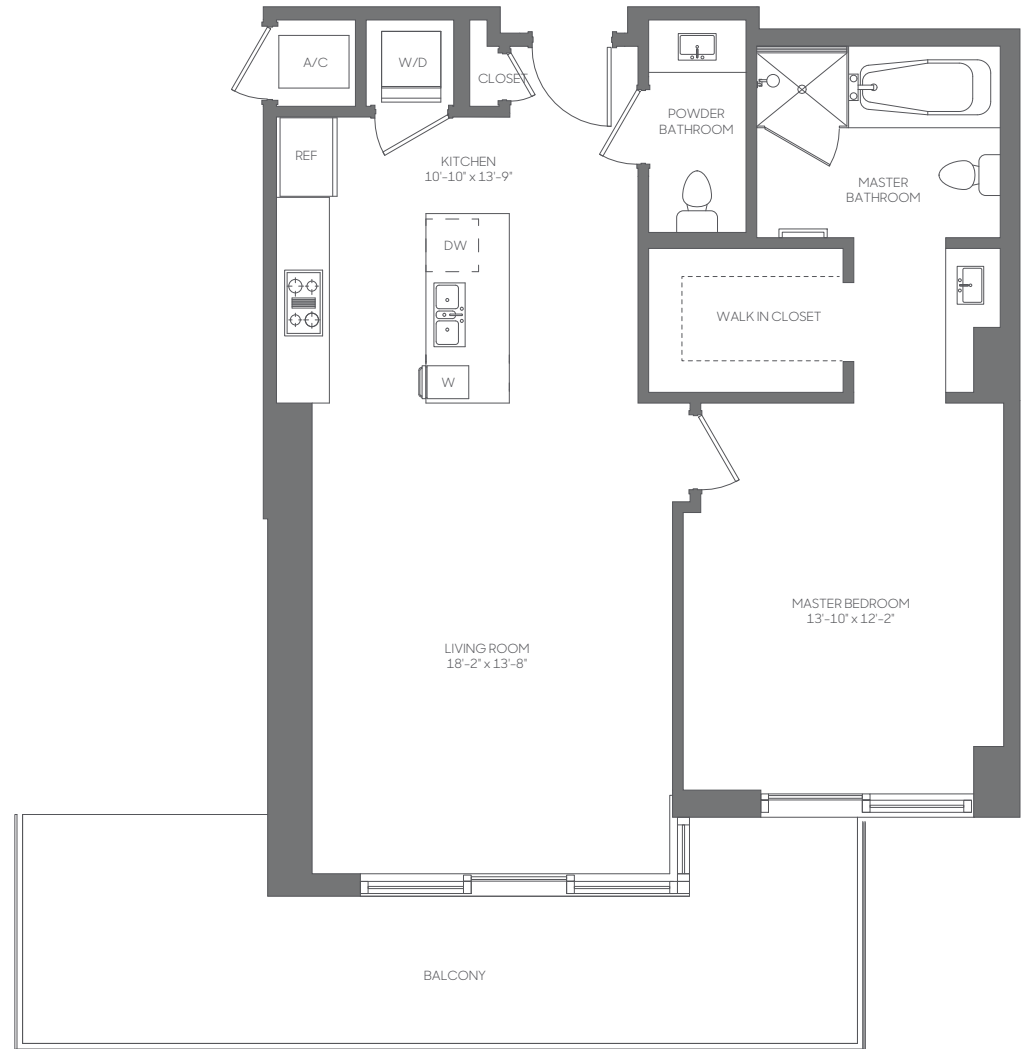 A/C
W/D
CLOSET
POWDER
BATHROOM
REF
KITCHEN
10'-10" x 13'-9"
MASTER
BATHROOM
DW
WALK IN CLOSET
W
MASTER BEDROOM
13'-10" x 12'-2"
LIVING ROOM
18'-2" x 13'-8"
BALCONY